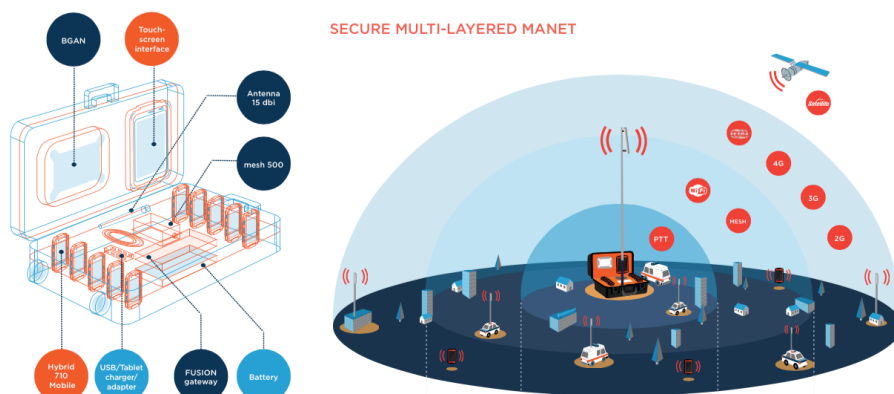 SECURE MULTI-LAYERED MANET
BGAN
Touch-
screen
interface
Antenna
15 dbi
mesh 500
Hybrid
710
Mobile
USB/Tablet
charger/
adapter
FUSION
gateway
Battery
Satellite
4G
3G
2G
WiFi
MESH
PTT